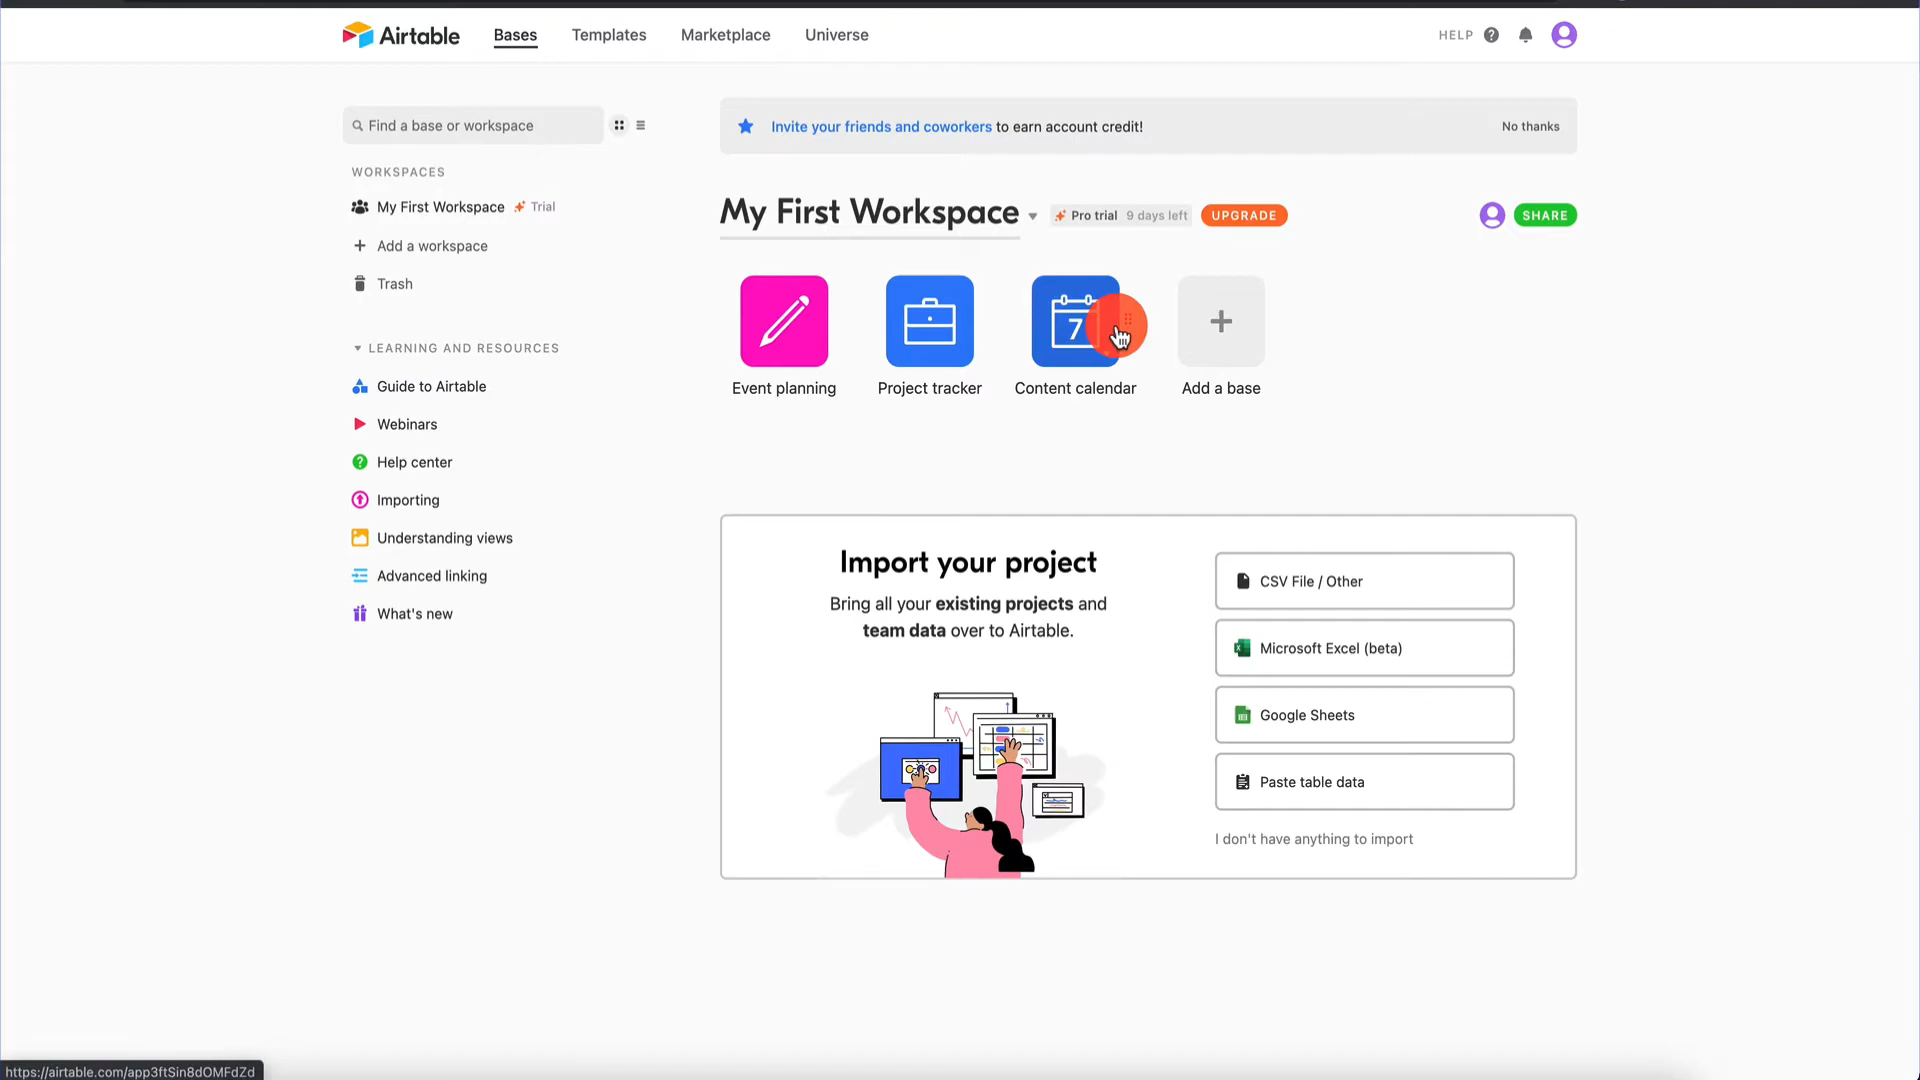 Airtable
Bases
Templates
Marketplace
Universe
HELP
Find a base or workspace
WORKSPACES
My First Workspace
Trial
Add a workspace
Trash
LEARNING AND RESOURCES
Guide to Airtable
Webinars
Help center
Importing
Understanding views
Advanced linking
What's new
Invite your friends and coworkers to earn account credit!
No thanks
My First Workspace
Pro trial 9 days left
UPGRADE
SHARE
7
Event planning
Project tracker
Content calendar
Add a base
Import your project
Bring all your existing projects and
team data over to Airtable.
CSV File / Other
Microsoft Excel (beta)
Google Sheets
Paste table data
I don't have anything to import
https://airtable.com/app3ftSin8dOMFdZd